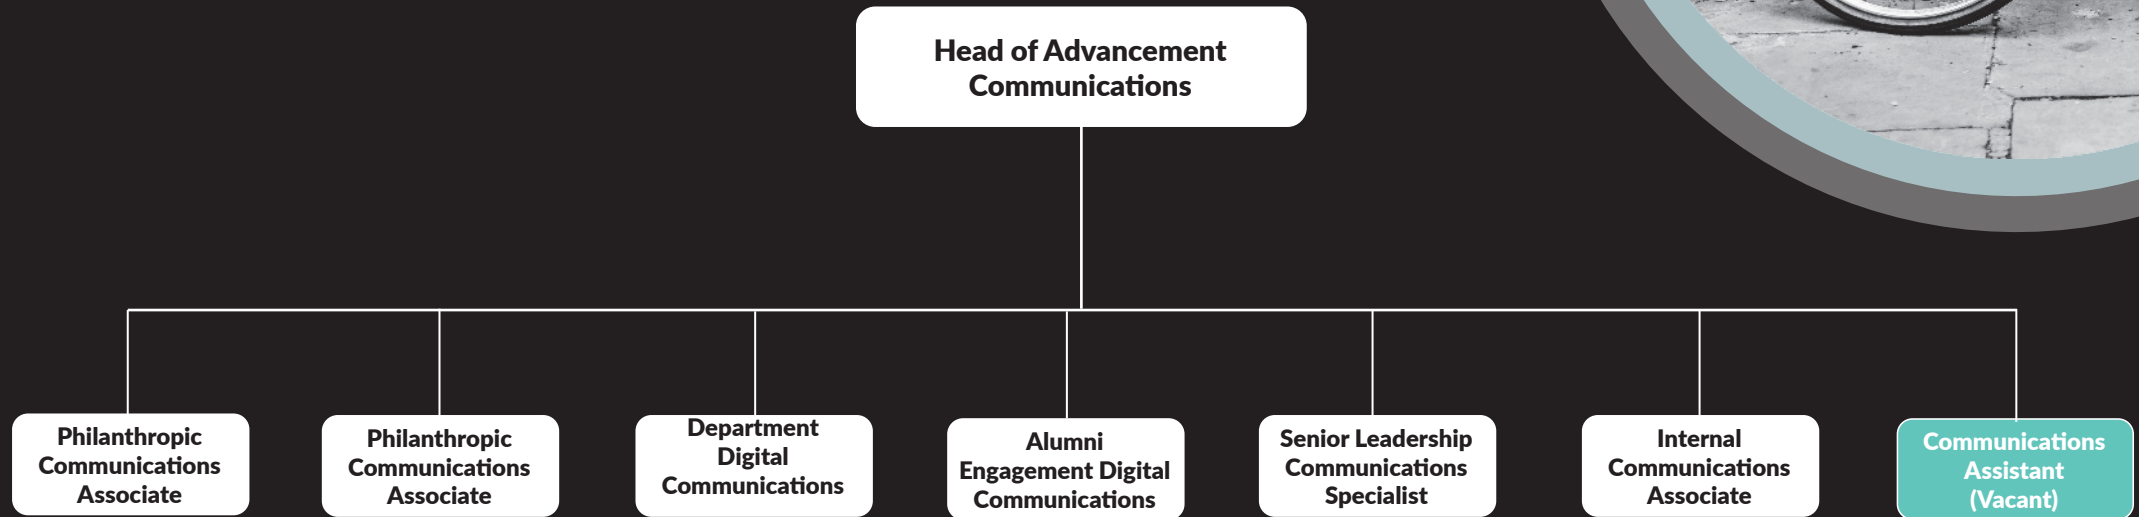 Head of Advancement
Communications
Philanthropic
Communications
Associate
Philanthropic
Communications
Associate
Department
Digital
Communications
Alumni
Engagement Digital
Communications
Senior Leadership
Communications
Specialist
Internal
Communications
Associate
Communications
Assistant
(Vacant)